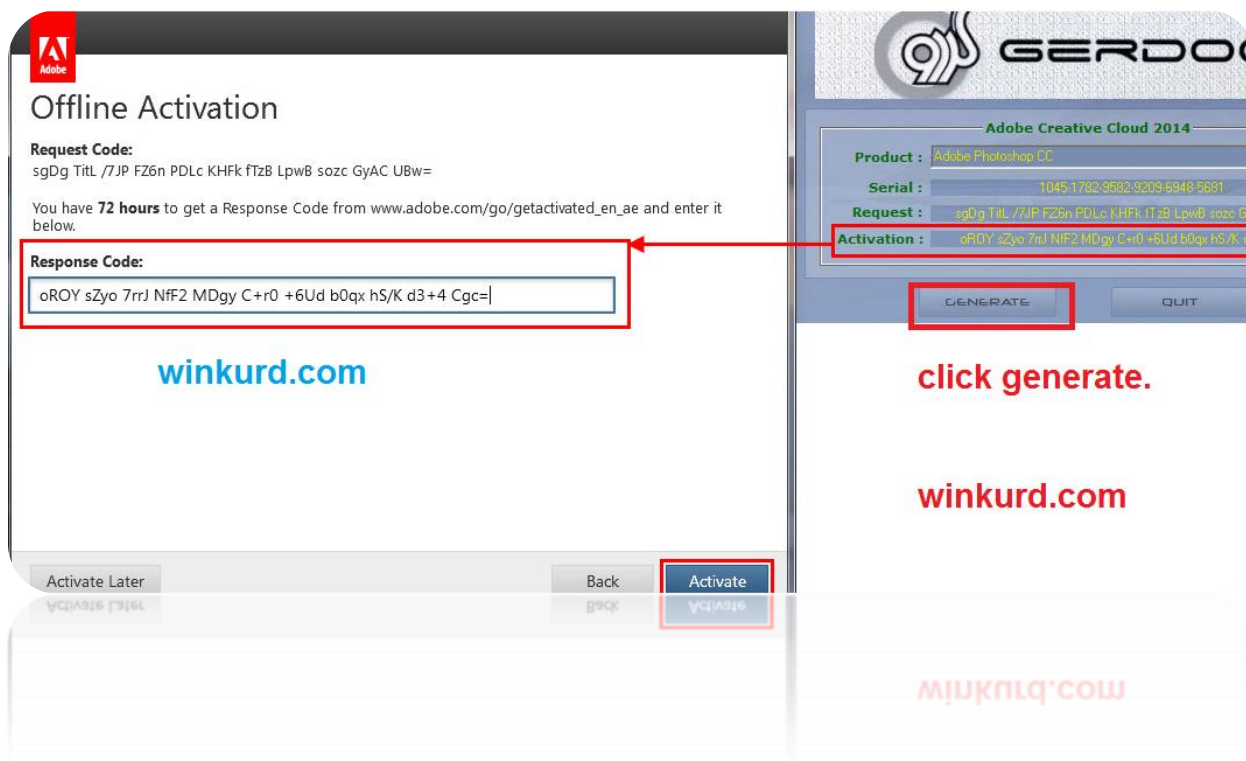 Adobe
Offline Activation
Request Code:
sgDg TitL /7JP FZ6n PDLc KHFk fTzB LpwB sozc GyAC UBw=
You have 72 hours to get a Response Code from www.adobe.com/go/getactivated_en_ae and enter it
below.
Response Code:
oROY sZyo 7rrJ NfF2 MDgy C+r0 +6Ud b0qx hS/K d3+4 Cgc=
winkurd.com
Activate Later
Back
Activate
Adobe Creative Cloud 2014
Product : Adobe Photoshop CC
Serial : 1045-1782-9582-9209-6948-5681
Request : sgDg TitL /7JP FZ6n PDLc KHFk fTzB LpwB sozc
Activation : oROY sZyo 7rrJ NfF2 MDgy C+r0 +6Ud b0qx hS/K
GENERATE
QUIT
click generate.
winkurd.com